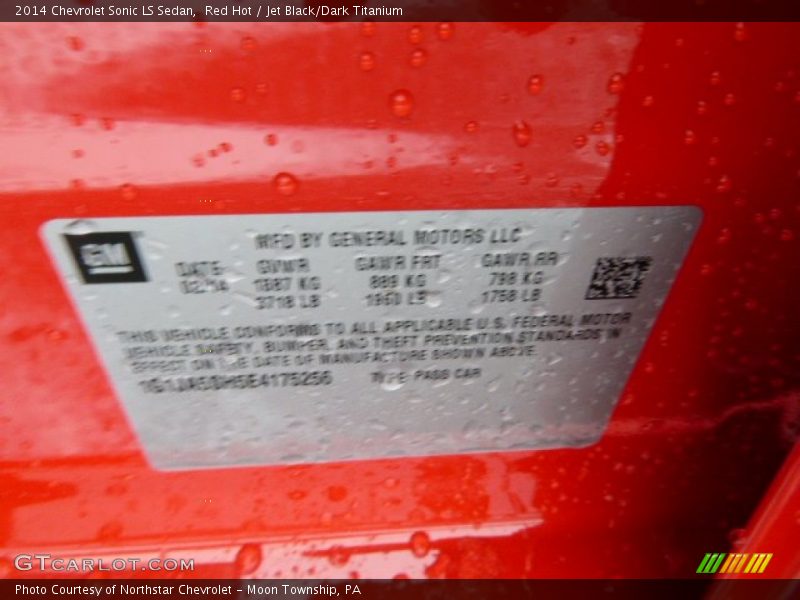 2014 Chevrolet Sonic LS Sedan, Red Hot / Jet Black/Dark Titanium
GM
MFD BY GENERAL MOTORS LLC
DATE GVWR GAWR FRT GAWR RR
02/14 1687 KG 889 KG 798 KG
3718 LB 1960 LB 1758 LB
THIS VEHICLE CONFORMS TO ALL APPLICABLE U.S. FEDERAL MOTOR
VEHICLE SAFETY, BUMPER, AND THEFT PREVENTION STANDARDS IN
EFFECT ON THE DATE OF MANUFACTURE SHOWN ABOVE.
TYPE: PASS CAR
GTCARLOT.COM
Photo Courtesy of Northstar Chevrolet - Moon Township, PA